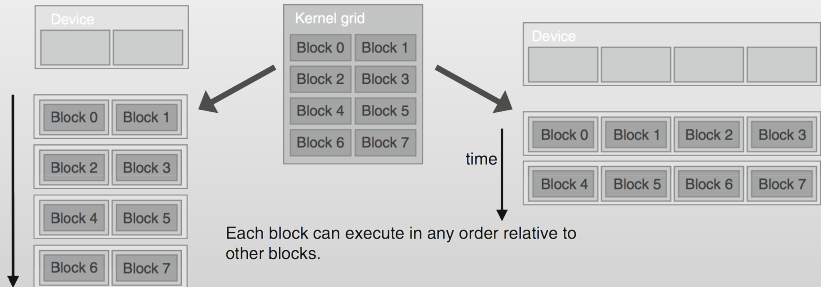 Device
Kernel grid
Block 0 Block 1
Block 2 Block 3
Block 4 Block 5
Block 6 Block 7
Device
Block 0 Block 1
Block 2 Block 3
Block 4 Block 5
Block 6 Block 7
time
Block 0 Block 1 Block 2 Block 3
Block 4 Block 5 Block 6 Block 7
Each block can execute in any order relative to
other blocks.